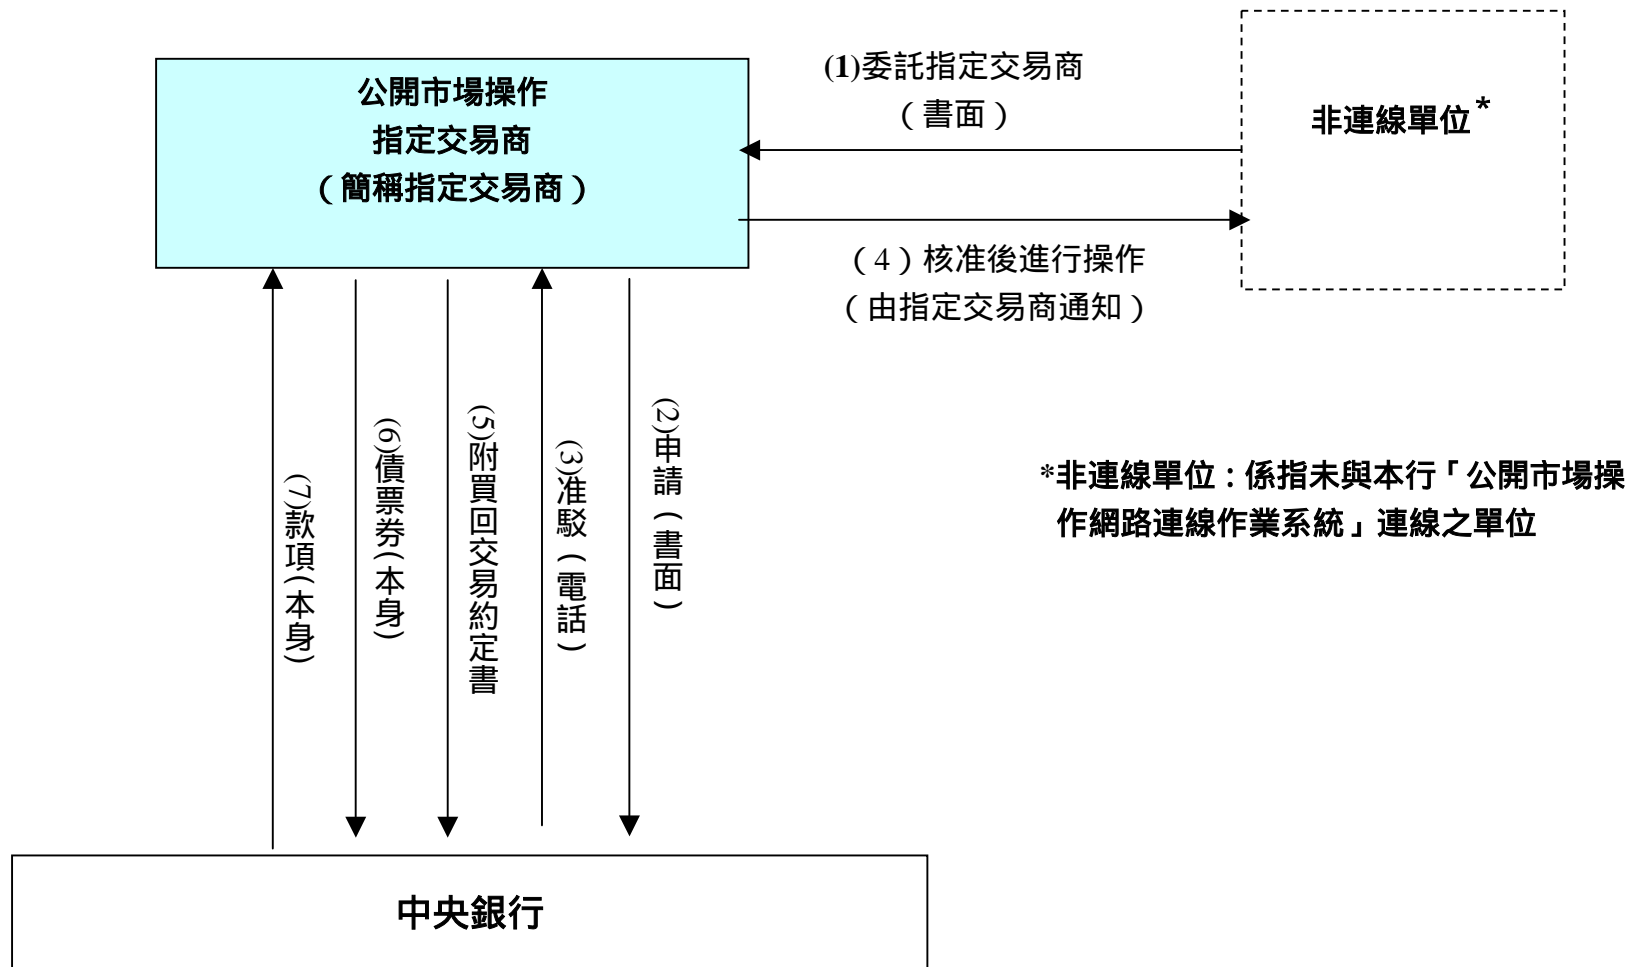 公開市場操作
指定交易商
（簡稱指定交易商）
(1)委託指定交易商
（書面）
非連線單位*
（4）核准後進行操作
（由指定交易商通知）
(7)款項(本身)
(6)債票券(本身)
(5)附買回交易約定書
(3)准駁（電話）
(2)申請（書面）
*非連線單位：係指未與本行「公開市場操
作網路連線作業系統」連線之單位
中央銀行